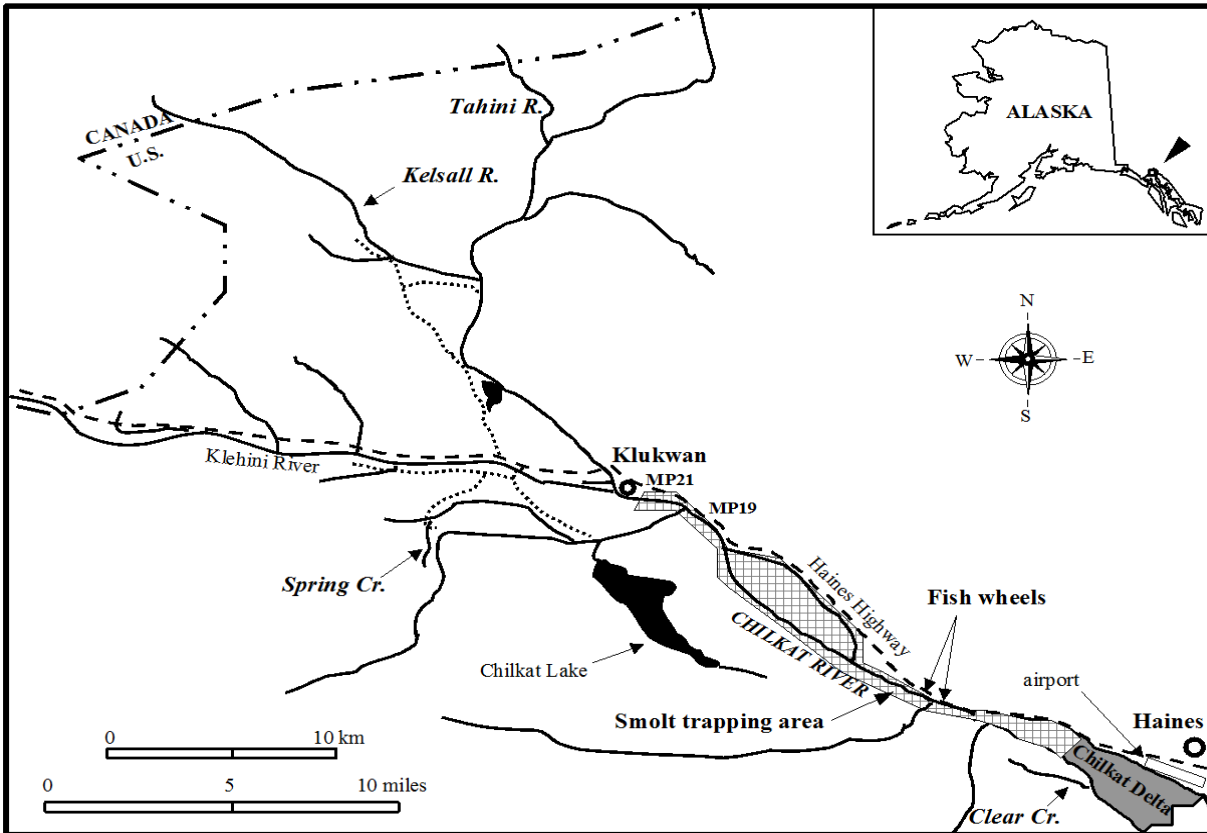 CANADA
U.S.
Tahini R.
Kelsall R.
ALASKA
N
W
E
S
Klehini River
Klukwan
MP21
MP19
Spring Cr.
Chilkat Lake
Haines Highway
CHILKAT RIVER
Fish wheels
Smolt trapping area
airport
Haines
Chilkat Delta
Clear Cr.
0 10 km
0 5 10 miles